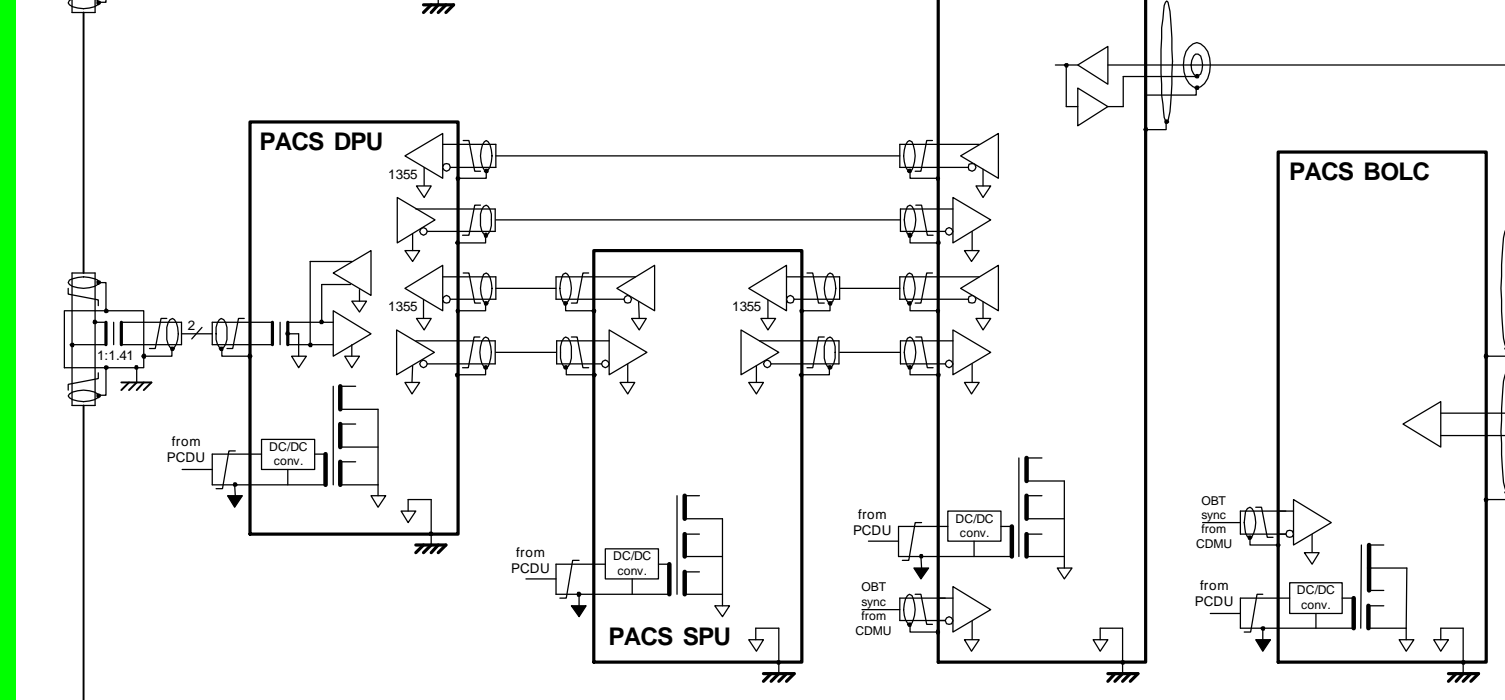 PACS DPU
1355
1355
2
1:1.41
from
PCDU
DC/DC
conv.
1355
from
PCDU
DC/DC
conv.
PACS SPU
from
PCDU
DC/DC
conv.
OBT
sync
from
CDMU
PACS BOLC
OBT
sync
from
CDMU
from
PCDU
DC/DC
conv.